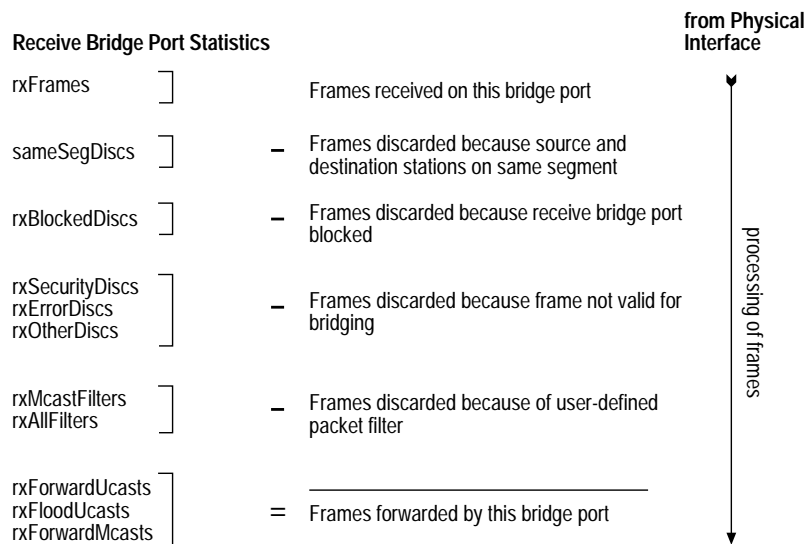 from Physical
Interface
Receive Bridge Port Statistics
rxFrames
Frames received on this bridge port
sameSegDiscs
– Frames discarded because source and
destination stations on same segment
rxBlockedDiscs
– Frames discarded because receive bridge port
blocked
rxSecurityDiscs
rxErrorDiscs
rxOtherDiscs
– Frames discarded because frame not valid for
bridging
rxMcastFilters
rxAllFilters
– Frames discarded because of user-defined
packet filter
rxForwardUcasts
rxFloodUcasts
rxForwardMcasts
= Frames forwarded by this bridge port
processing of frames